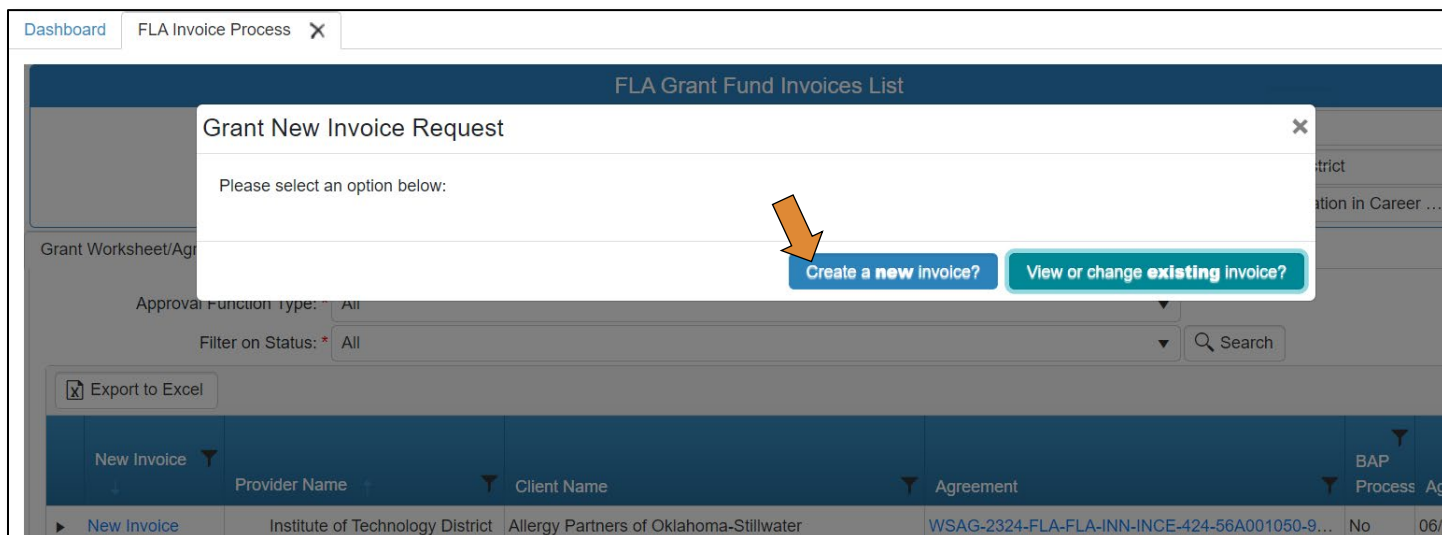 Dashboard FLA Invoice Process
FLA Grant Fund Invoices List
Grant New Invoice Request
Please select an option below:
ation in Career ...
Grant Worksheet/Agr
Create a new invoice? View or change existing invoice?
Approval Function Type: * All
Filter on Status: * All Search
Export to Excel
New Invoice Provider Name Client Name Agreement BAP Process
New Invoice Institute of Technology District Allergy Partners of Oklahoma-Stillwater WSAG-2324-FLA-FLA-INN-INCE-424-56A001050-9... No 06/